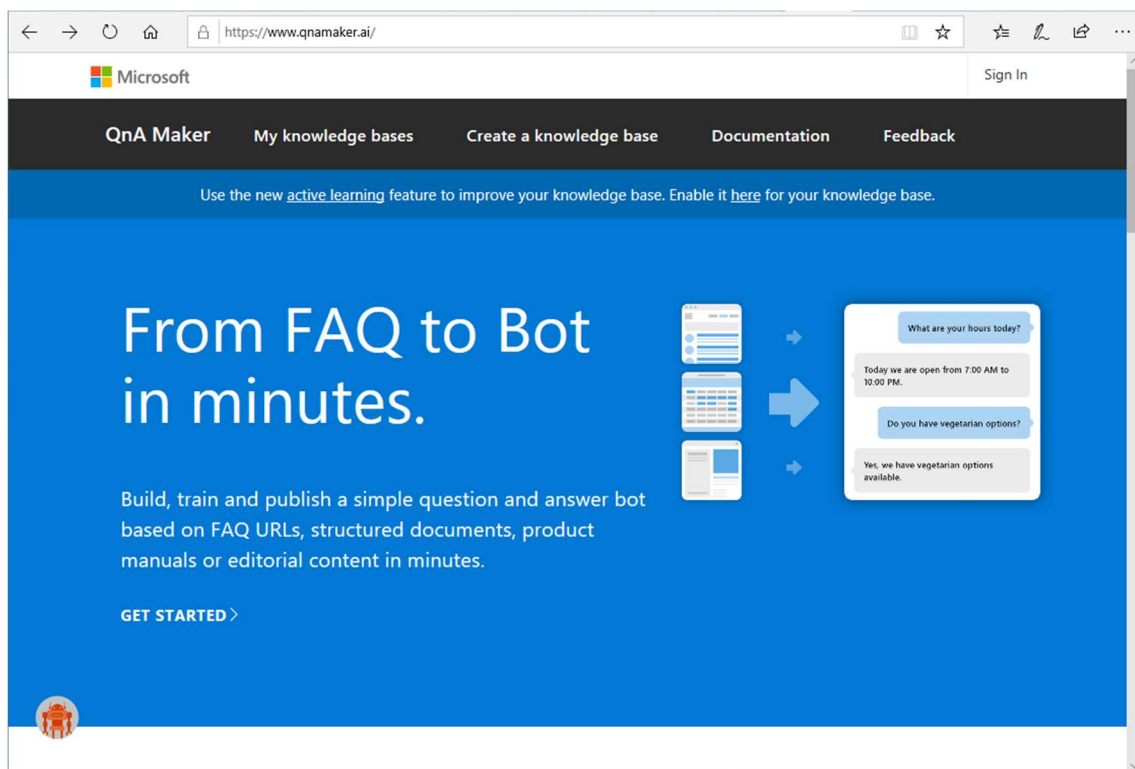 https://www.qnamaker.ai/
Microsoft
Sign In
QnA Maker
My knowledge bases
Create a knowledge base
Documentation
Feedback
Use the new active learning feature to improve your knowledge base. Enable it here for your knowledge base.
From FAQ to Bot
in minutes.
Build, train and publish a simple question and answer bot
based on FAQ URLs, structured documents, product
manuals or editorial content in minutes.
GET STARTED
What are your hours today?
Today we are open from 7:00 AM to
10:00 PM.
Do you have vegetarian options?
Yes, we have vegetarian options
available.